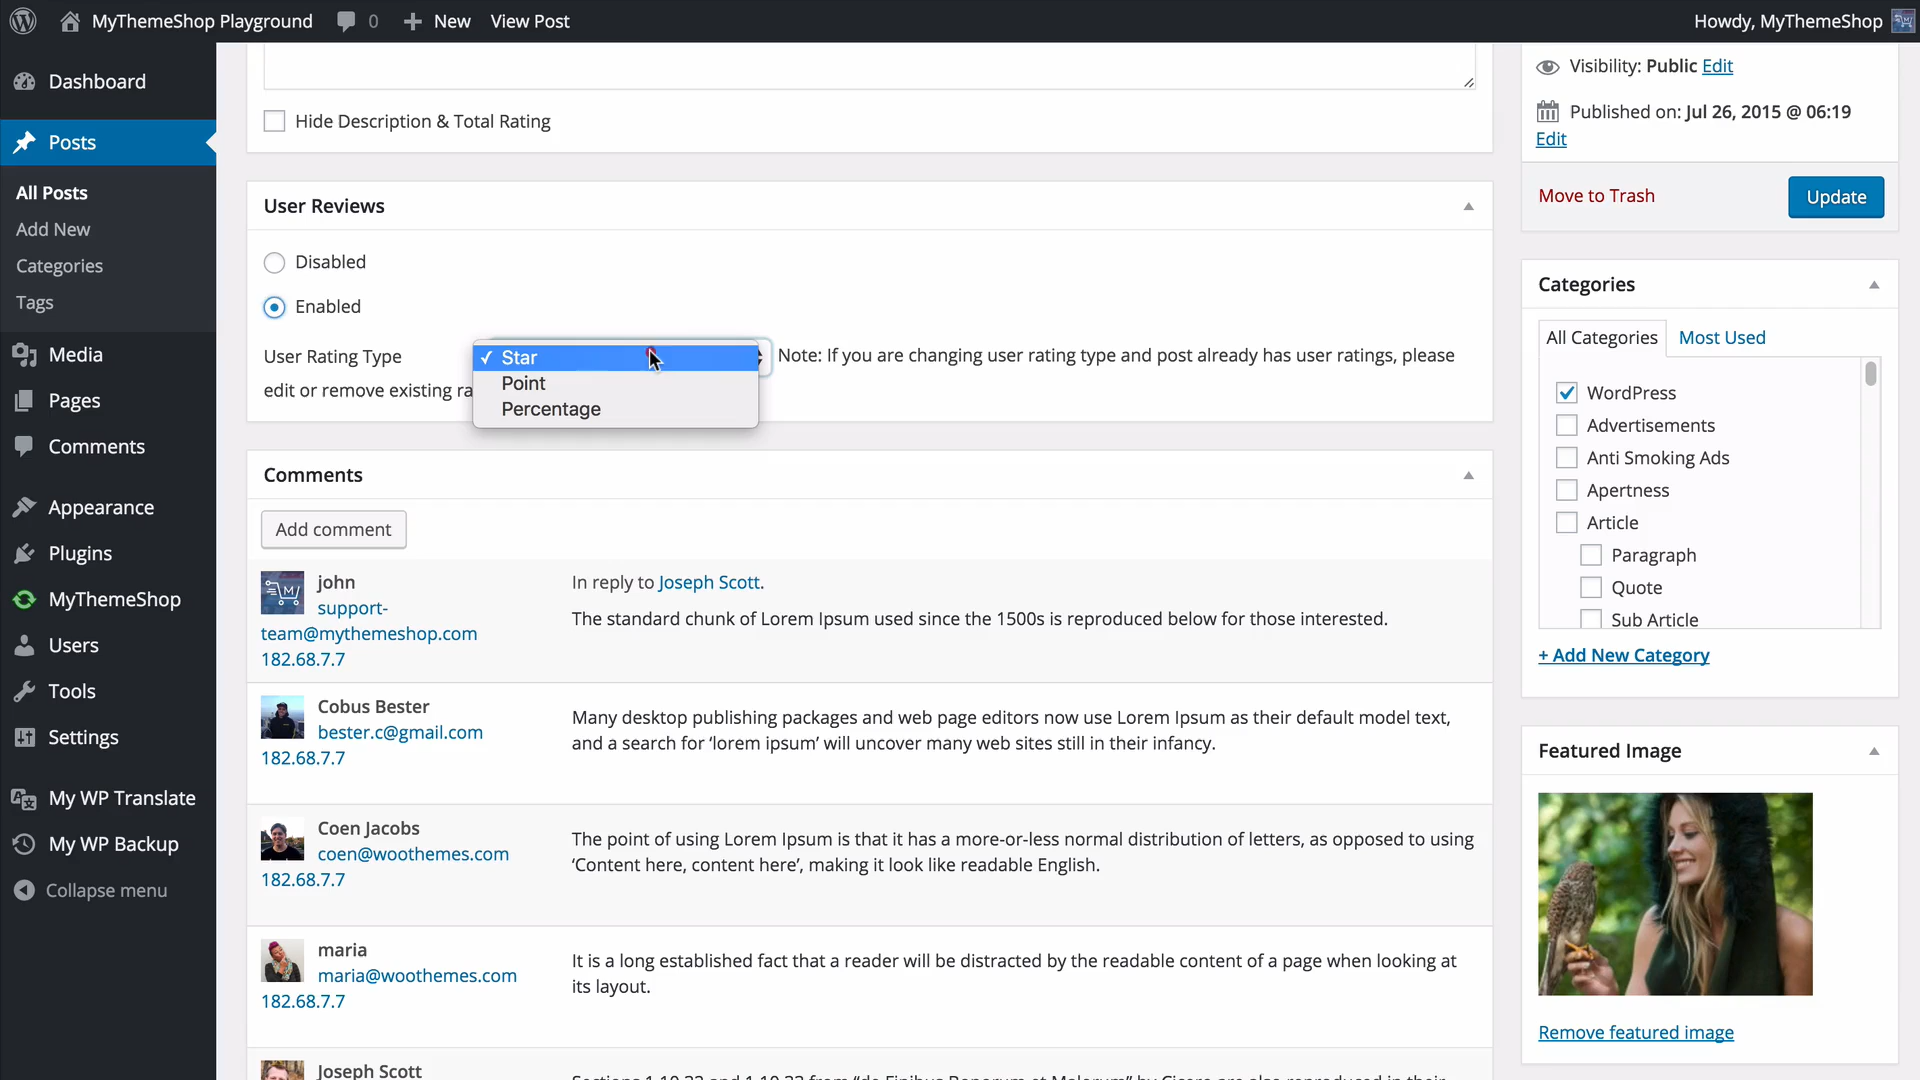 MyThemeShop Playground 0 New View Post Howdy, MyThemeShop
Dashboard
Posts
All Posts
Add New
Categories
Tags
Media
Pages
Comments
Appearance
Plugins
MyThemeShop
Users
Tools
Settings
My WP Translate
My WP Backup
Collapse menu
Hide Description & Total Rating
User Reviews
Disabled
Enabled
User Rating Type
Star
Point
Percentage
Note: If you are changing user rating type and post already has user ratings, please
edit or remove existing
Comments
Add comment
john
support-
team@mythemeshop.com
182.68.7.7
In reply to Joseph Scott.
The standard chunk of Lorem Ipsum used since the 1500s is reproduced below for those interested.
Cobus Bester
bester.c@gmail.com
182.68.7.7
Many desktop publishing packages and web page editors now use Lorem Ipsum as their default model text,
and a search for ‘lorem ipsum’ will uncover many web sites still in their infancy.
Coen Jacobs
coen@woothemes.com
182.68.7.7
The point of using Lorem Ipsum is that it has a more-or-less normal distribution of letters, as opposed to using
‘Content here, content here’, making it look like readable English.
maria
maria@woothemes.com
182.68.7.7
It is a long established fact that a reader will be distracted by the readable content of a page when looking at
its layout.
Joseph Scott
Visibility: Public Edit
Published on: Jul 26, 2015 @ 06:19
Edit
Move to Trash
Update
Categories
All Categories Most Used
WordPress
Advertisements
Anti Smoking Ads
Apertness
Article
Paragraph
Quote
Sub Article
+ Add New Category
Featured Image
Remove featured image